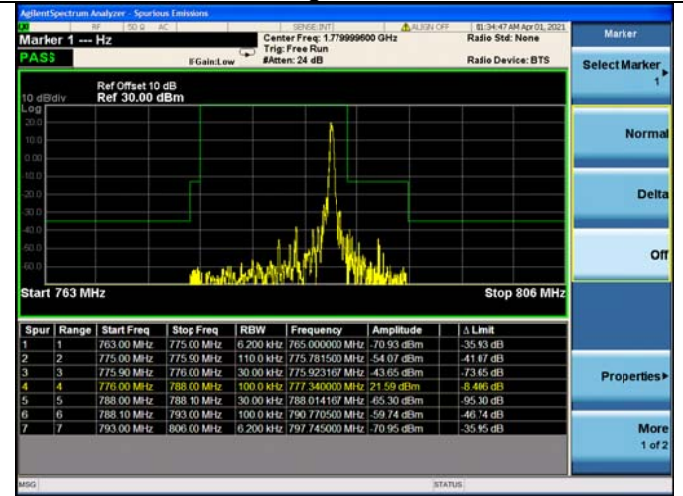 AgilentSpectrum Analyzer - Spurious Emissions
RF 50 Ω AC SENSE:INT ALIGN OFF 11:34:47 AM Apr 01, 2021
Marker 1 --- Hz
Center Freq: 1.779999600 GHz
Radio Std: None
Trig: Free Run
PASS
IFGain:Low
#Atten: 24 dB
Radio Device: BTS
Ref Offset 10 dB
10 dB/div Ref 30.00 dBm
Log
20.0
10.0
0.00
-10.0
-20.0
-30.0
-40.0
-50.0
-60.0
Start 763 MHz Stop 806 MHz
Spur Range Start Freq Stop Freq RBW Frequency Amplitude Δ Limit
1 1 763.00 MHz 775.00 MHz 6.200 kHz 765.000000 MHz -70.93 dBm -35.93 dB
2 2 775.00 MHz 775.90 MHz 110.0 kHz 775.781500 MHz -54.07 dBm -41.07 dB
3 3 775.90 MHz 776.00 MHz 30.00 kHz 775.923167 MHz -43.65 dBm -73.65 dB
4 4 776.00 MHz 788.00 MHz 100.0 kHz 777.340000 MHz 21.59 dBm -8.406 dB
5 5 788.00 MHz 788.10 MHz 30.00 kHz 788.014167 MHz -65.30 dBm -95.30 dB
6 6 788.10 MHz 793.00 MHz 100.0 kHz 790.770500 MHz -59.74 dBm -46.74 dB
7 7 793.00 MHz 806.00 MHz 6.200 kHz 797.745000 MHz -70.95 dBm -35.95 dB
MSG STATUS
Marker
Select Marker
1
Normal
Delta
Off
Properties
More
1 of 2